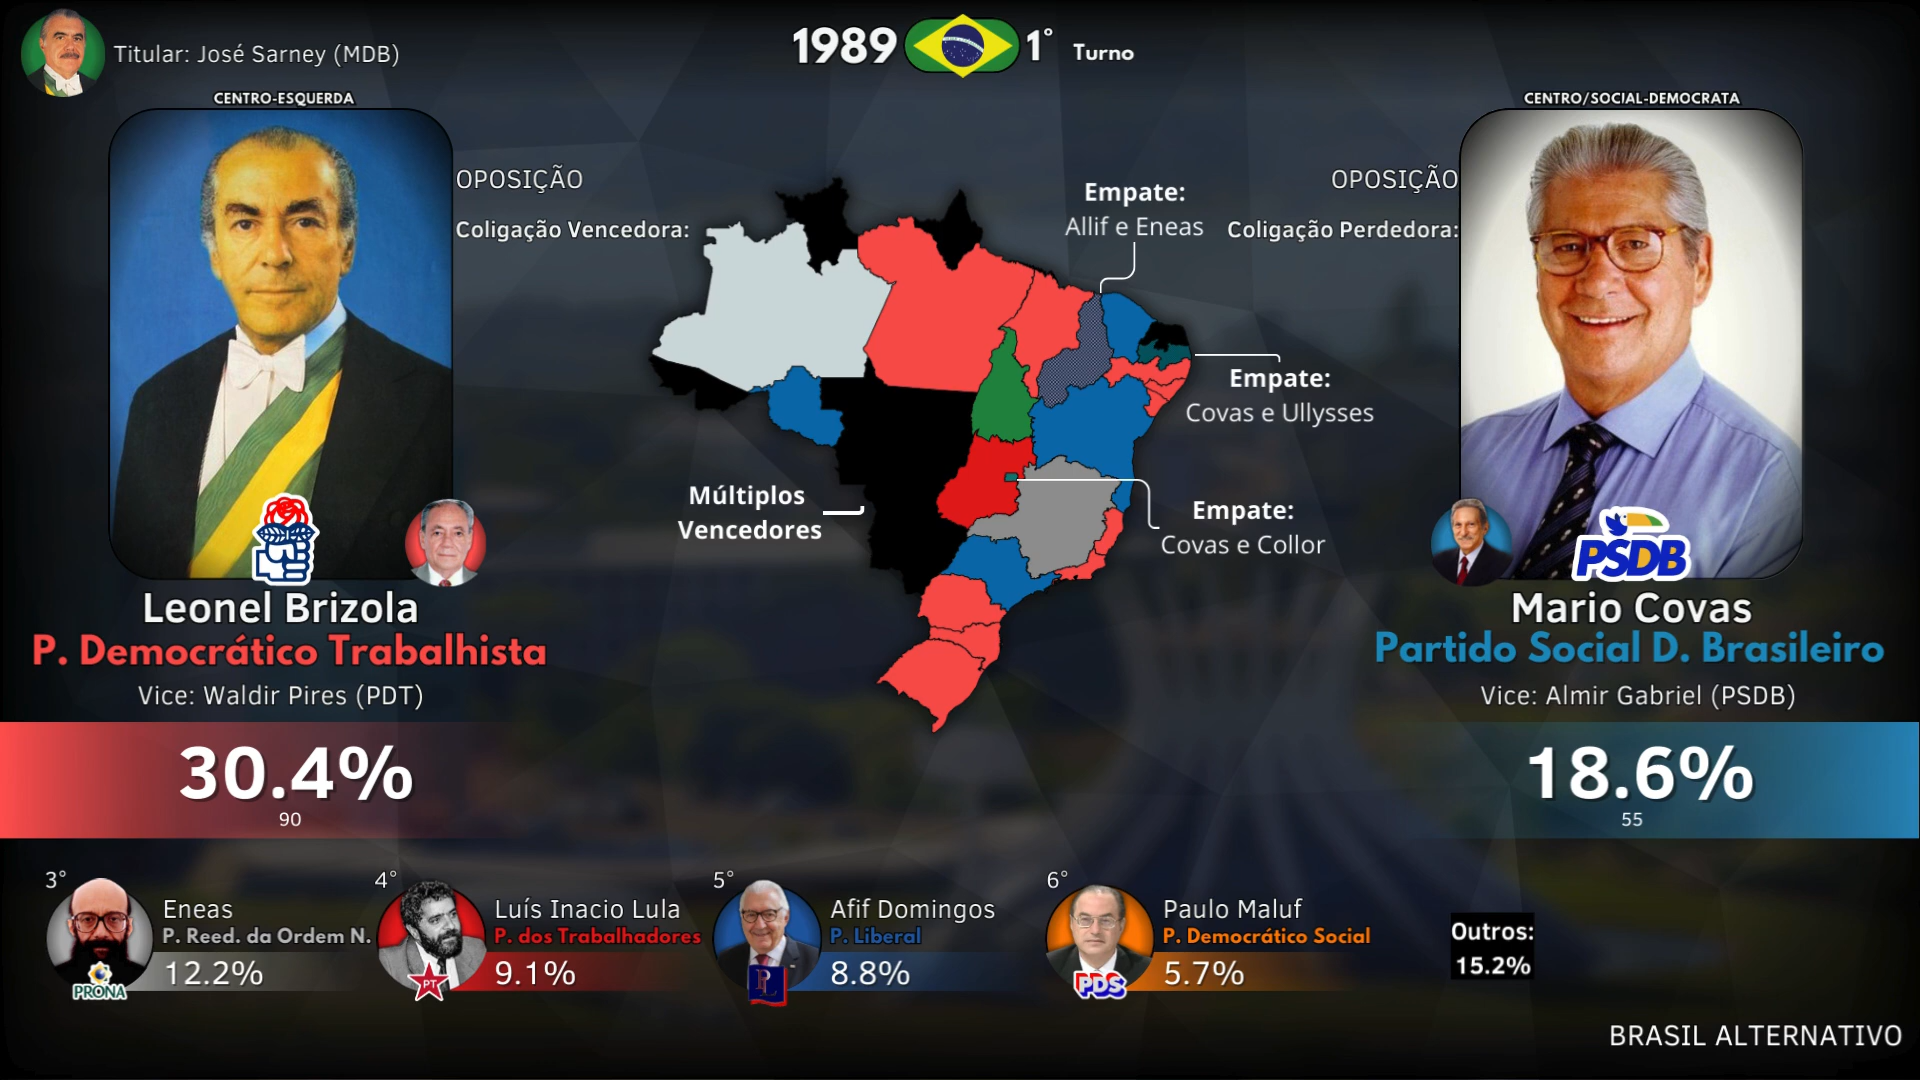 Titular: José Sarney (MDB)
1989 1° Turno
CENTRO-ESQUERDA
CENTRO/SOCIAL-DEMOCRATA
OPOSIÇÃO
Coligação Vencedora:
OPOSIÇÃO
Coligação Perdedora:
Empate:
Allif e Eneas
Empate:
Covas e Ullysses
Múltiplos
Vencedores
Empate:
Covas e Collor
PSDB
Leonel Brizola
P. Democrático Trabalhista
Vice: Waldir Pires (PDT)
30.4%
90
Mario Covas
Partido Social D. Brasileiro
Vice: Almir Gabriel (PSDB)
18.6%
55
3°
Eneas
P. Reed. da Ordem N.
12.2%
PRONA
4°
Luís Inacio Lula
P. dos Trabalhadores
9.1%
PT
5°
Afif Domingos
P. Liberal
8.8%
PL
6°
Paulo Maluf
P. Democrático Social
5.7%
PDS
Outros:
15.2%
BRASIL ALTERNATIVO